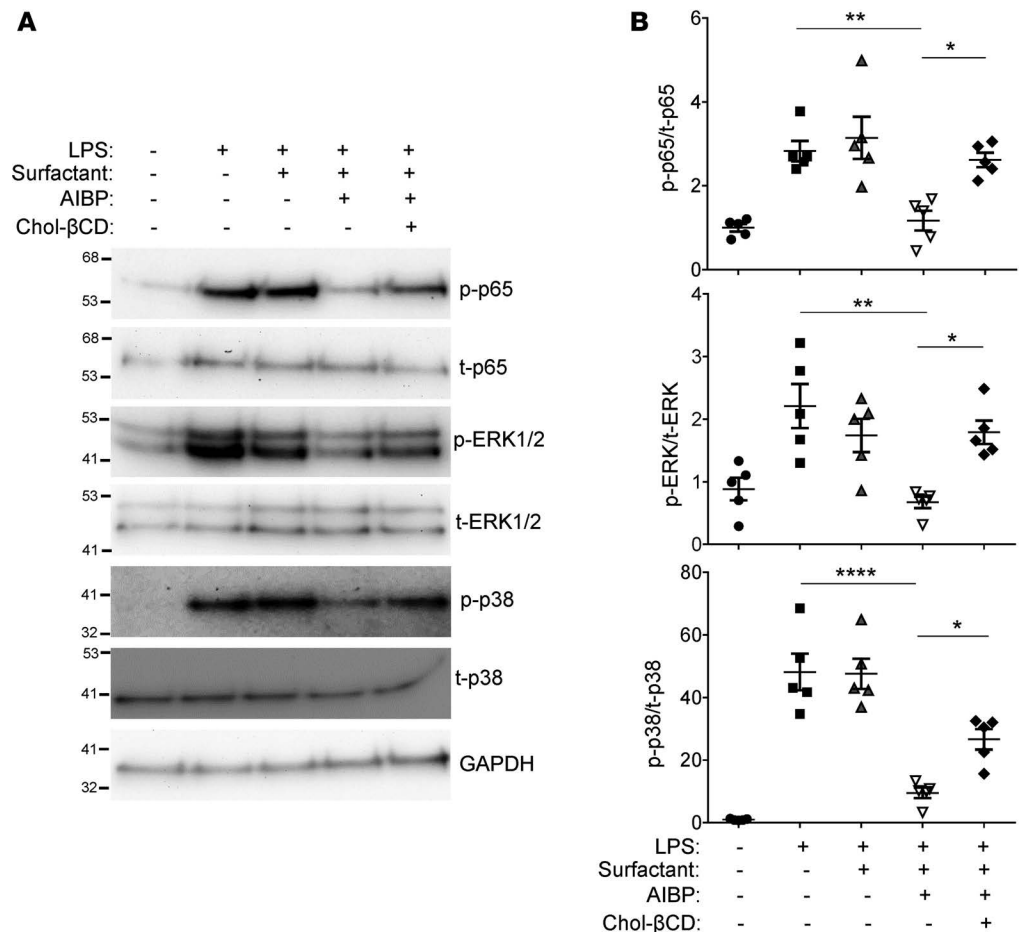 A
LPS: - + + + +
Surfactant: - - + + +
AIBP: - - - + +
Chol-βCD: - - - - +
68
53
p-p65
68
53
t-p65
53
41
p-ERK1/2
53
41
t-ERK1/2
41
32
p-p38
53
41
t-p38
41
32
GAPDH
B
p-p65/t-p65
6
4
2
0
**
*
p-ERK/t-ERK
4
3
2
1
0
**
*
p-p38/t-p38
80
60
40
20
0
****
*
LPS: - + + + +
Surfactant: - - + + +
AIBP: - - - + +
Chol-βCD: - - - - +